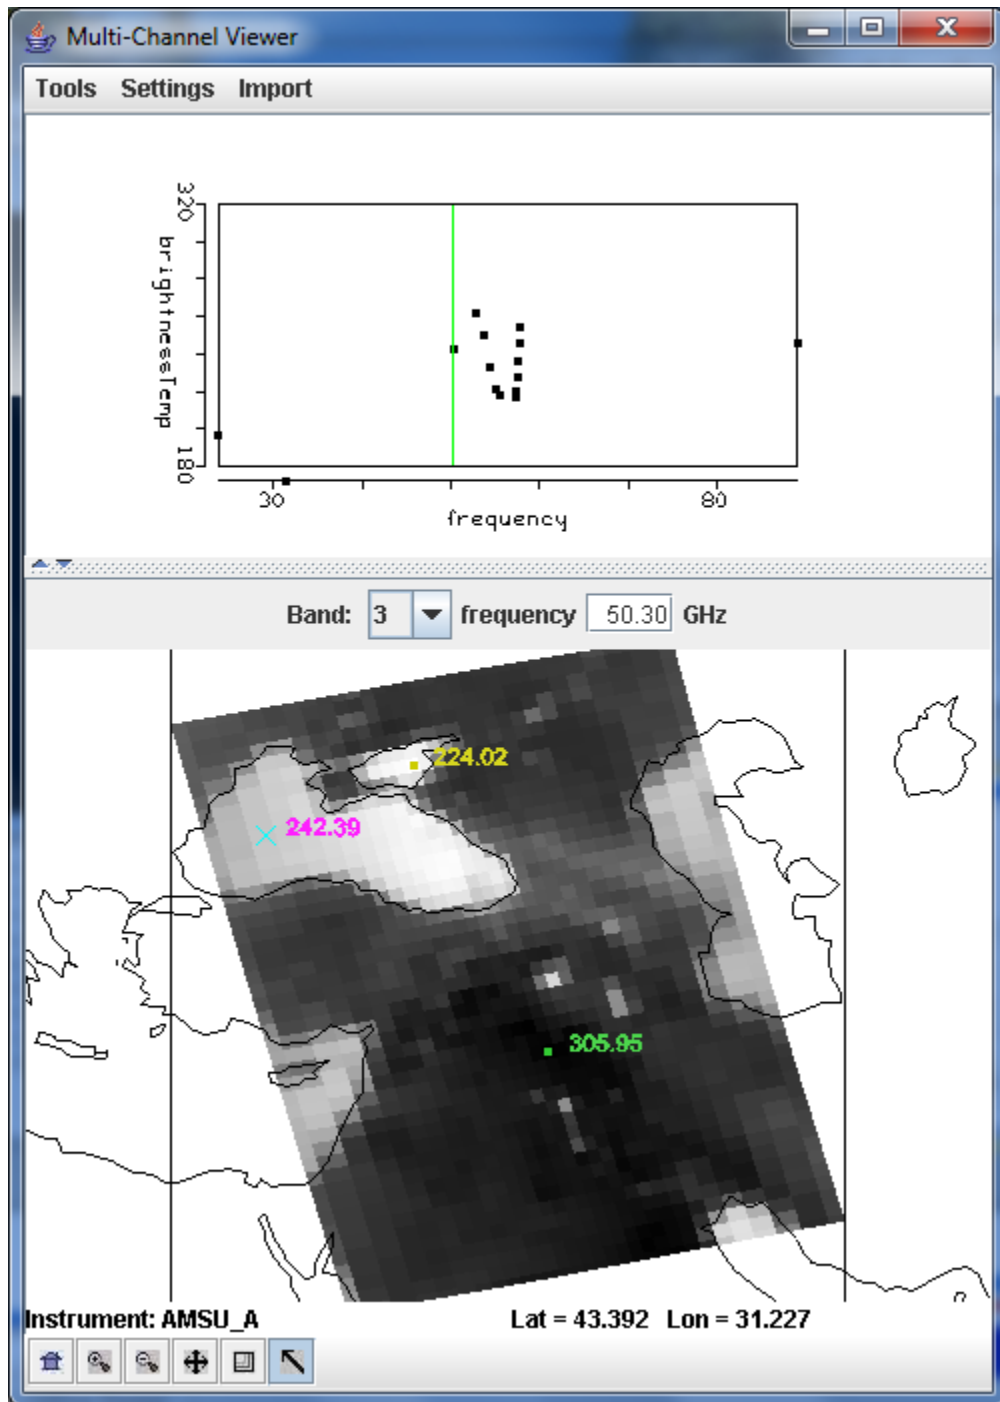 Multi-Channel Viewer
Tools Settings Import
320
brightnessTemp
180
30 80
frequency
Band: 3 frequency 50.30 GHz
224.02
242.39
305.95
Instrument: AMSU_A Lat = 43.392 Lon = 31.227